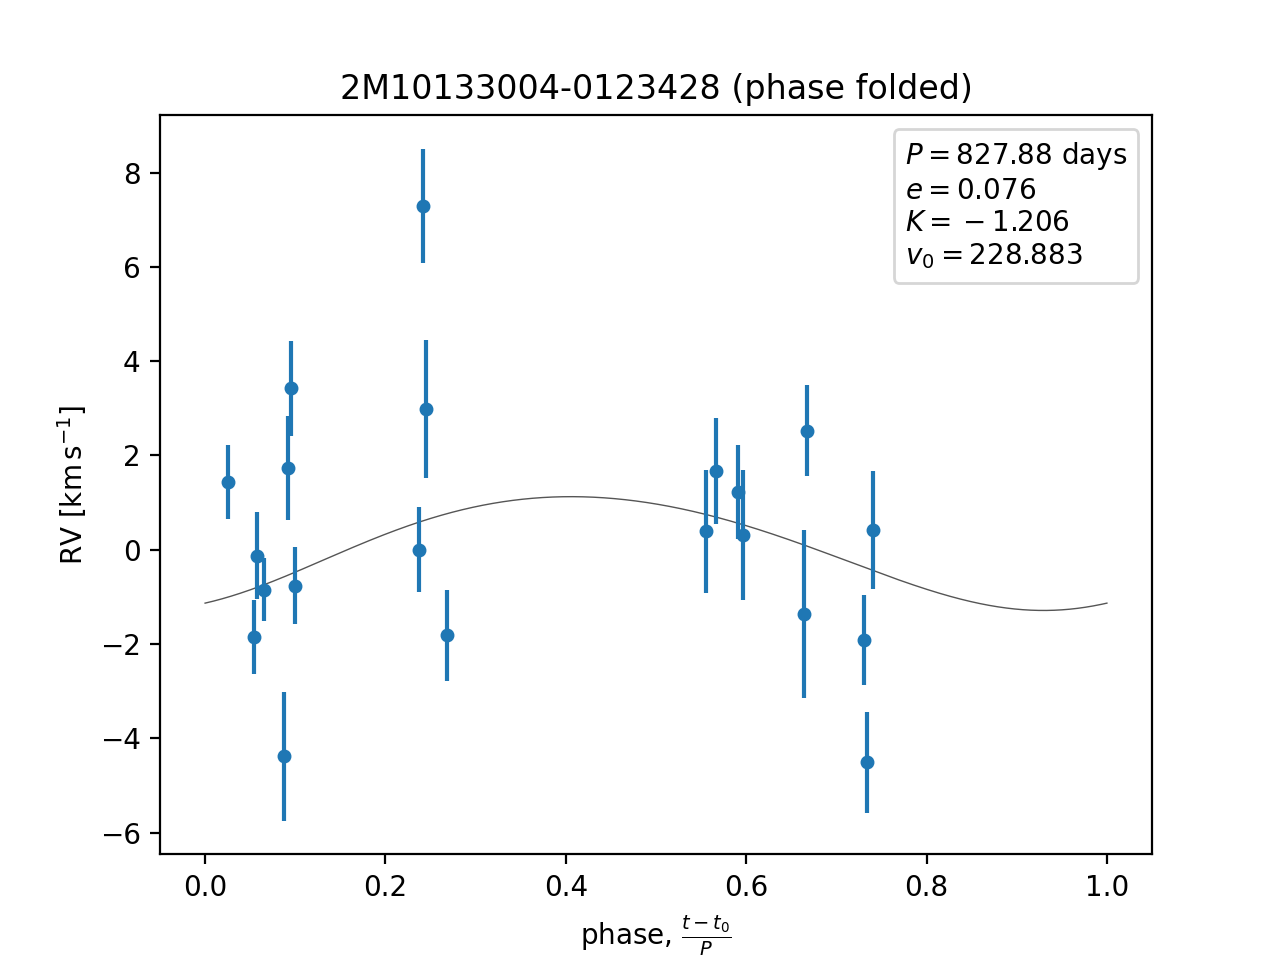 2M10133004-0123428 (phase folded)
P = 827.88 days
e = 0.076
K = −1.206
v₀ = 228.883
8
6
4
2
0
−2
−4
−6
RV [km s⁻¹]
0.0 0.2 0.4 0.6 0.8 1.0
phase, (t − t₀)/P